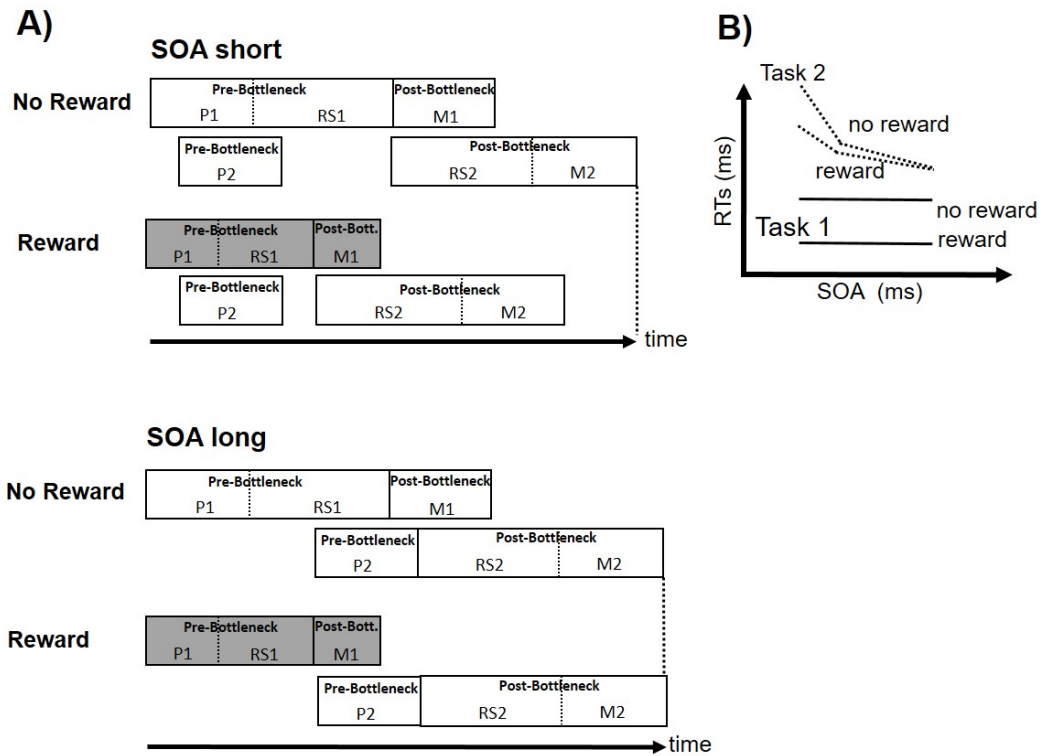 A)
SOA short
No Reward
Pre-Bottleneck Post-Bottleneck
P1 RS1 M1
Pre-Bottleneck Post-Bottleneck
P2 RS2 M2
Reward
Pre-Bottleneck Post-Bott.
P1 RS1 M1
Pre-Bottleneck Post-Bottleneck
P2 RS2 M2
time
SOA long
No Reward
Pre-Bottleneck Post-Bottleneck
P1 RS1 M1
Pre-Bottleneck Post-Bottleneck
P2 RS2 M2
Reward
Pre-Bottleneck Post-Bott.
P1 RS1 M1
Pre-Bottleneck Post-Bottleneck
P2 RS2 M2
time
B)
Task 2
no reward
reward
no reward
Task 1
reward
RTs (ms)
SOA (ms)